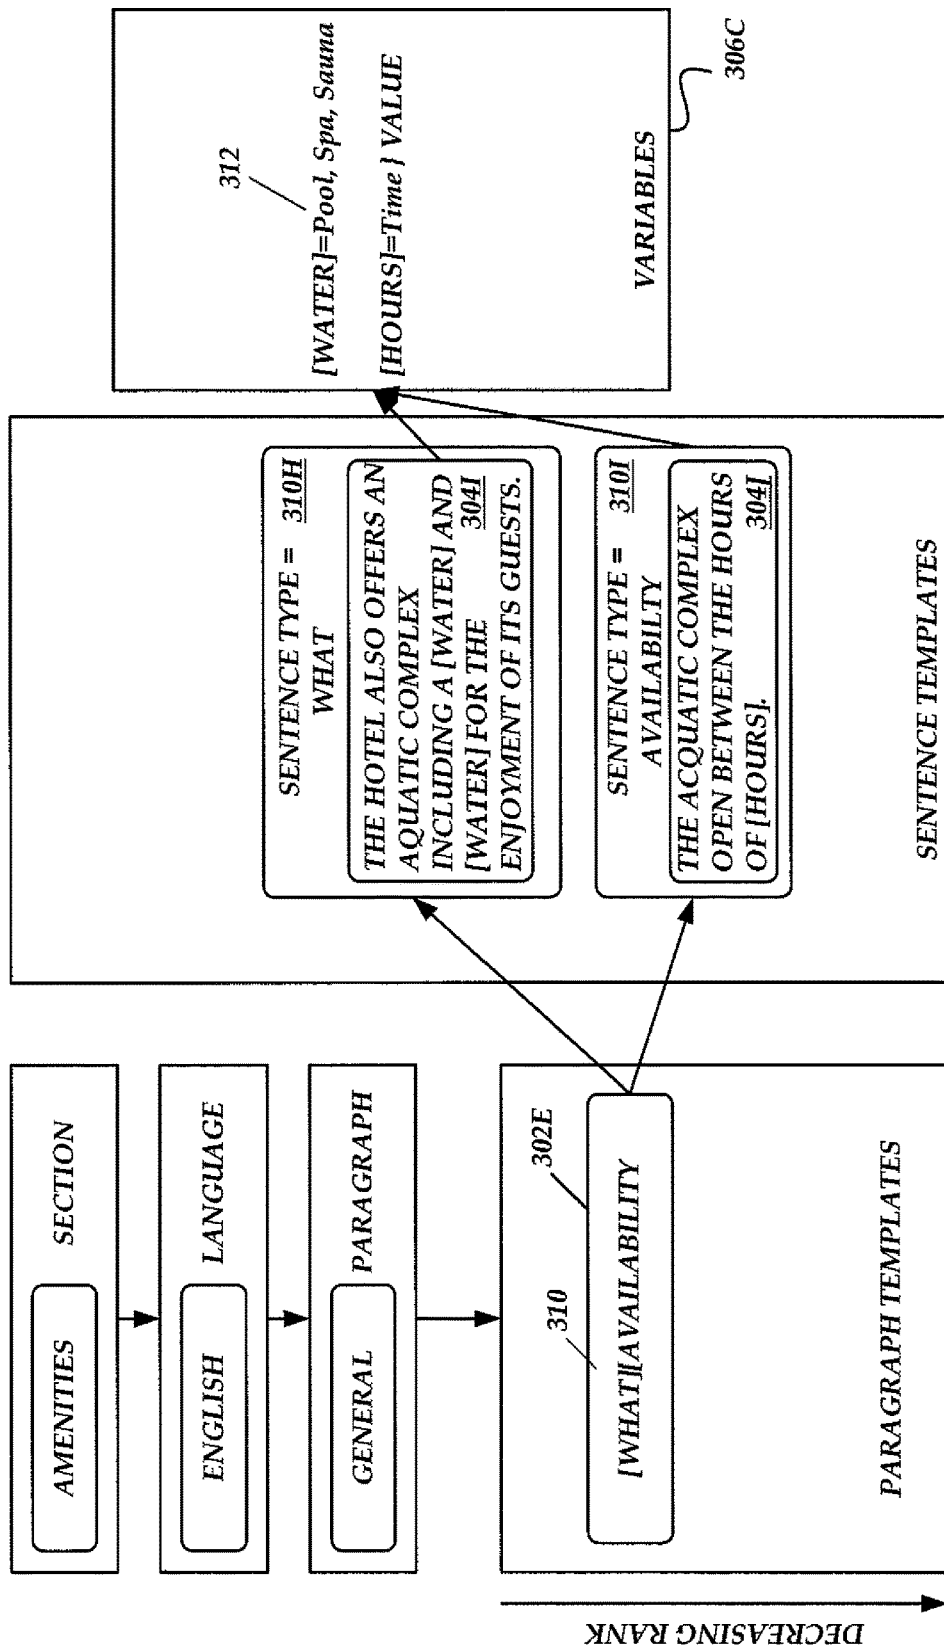 AMENITIES
SECTION
ENGLISH
LANGUAGE
GENERAL
PARAGRAPH
DECREASING RANK
310
302E
[WHAT][AVAILABILITY
PARAGRAPH TEMPLATES
SENTENCE TYPE = 310H
WHAT
THE HOTEL ALSO OFFERS AN
AQUATIC COMPLEX
INCLUDING A [WATER] AND
[WATER] FOR THE 304I
ENJOYMENT OF ITS GUESTS.
SENTENCE TYPE = 310I
AVAILABILTY
THE ACQUATIC COMPLEX
OPEN BETWEEN THE HOURS
OF [HOURS]. 304J
SENTENCE TEMPLATES
312
[WATER]=Pool, Spa, Sauna
[HOURS]=Time } VALUE
VARIABLES
306C